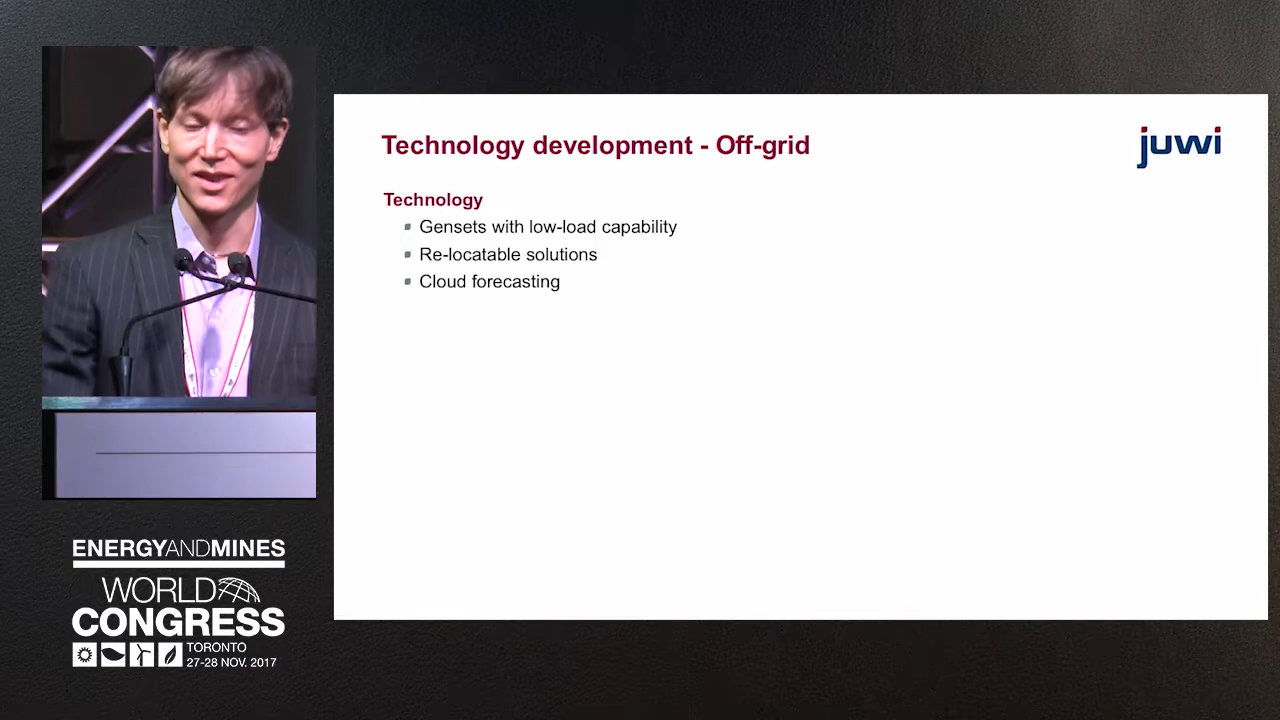 Technology development - Off-grid
juwi
Technology
Gensets with low-load capability
Re-locatable solutions
Cloud forecasting
ENERGYANDMINES
WORLD
CONGRESS
TORONTO
27-28 NOV. 2017